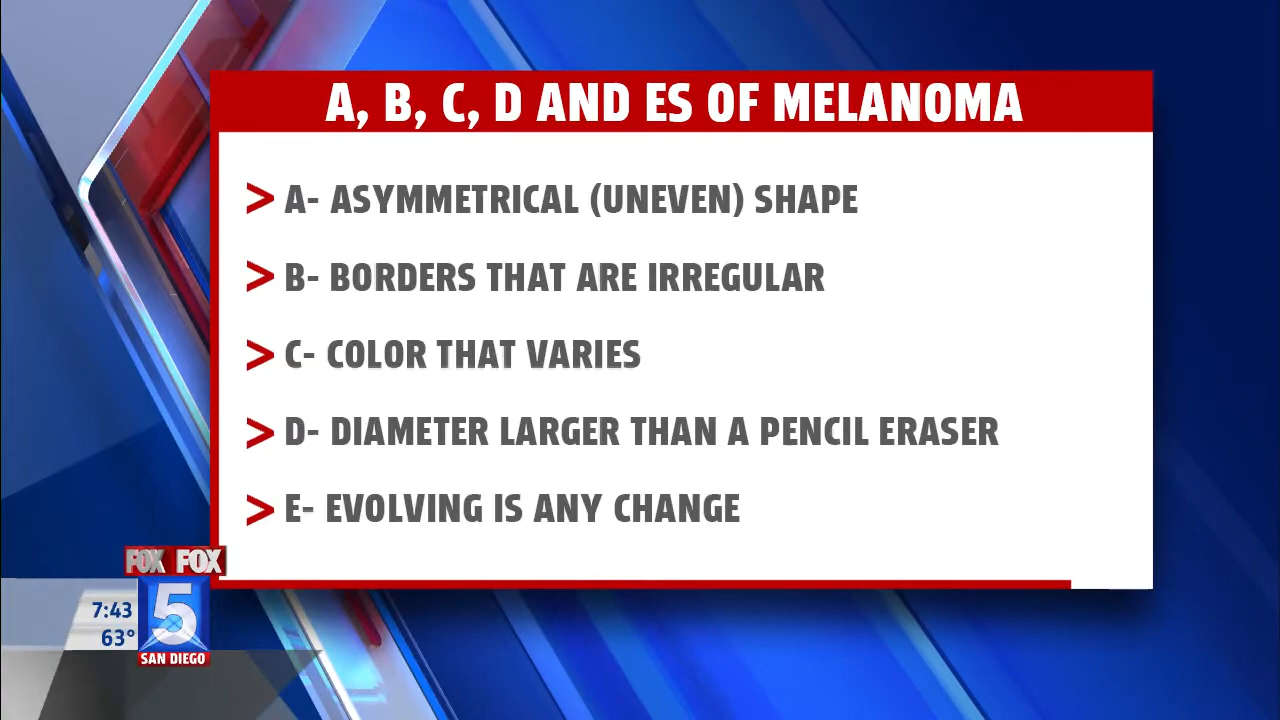 A, B, C, D AND ES OF MELANOMA
> A- ASYMMETRICAL (UNEVEN) SHAPE
> B- BORDERS THAT ARE IRREGULAR
> C- COLOR THAT VARIES
> D- DIAMETER LARGER THAN A PENCIL ERASER
> E- EVOLVING IS ANY CHANGE
FOX FOX
7:43
5
63°
SAN DIEGO